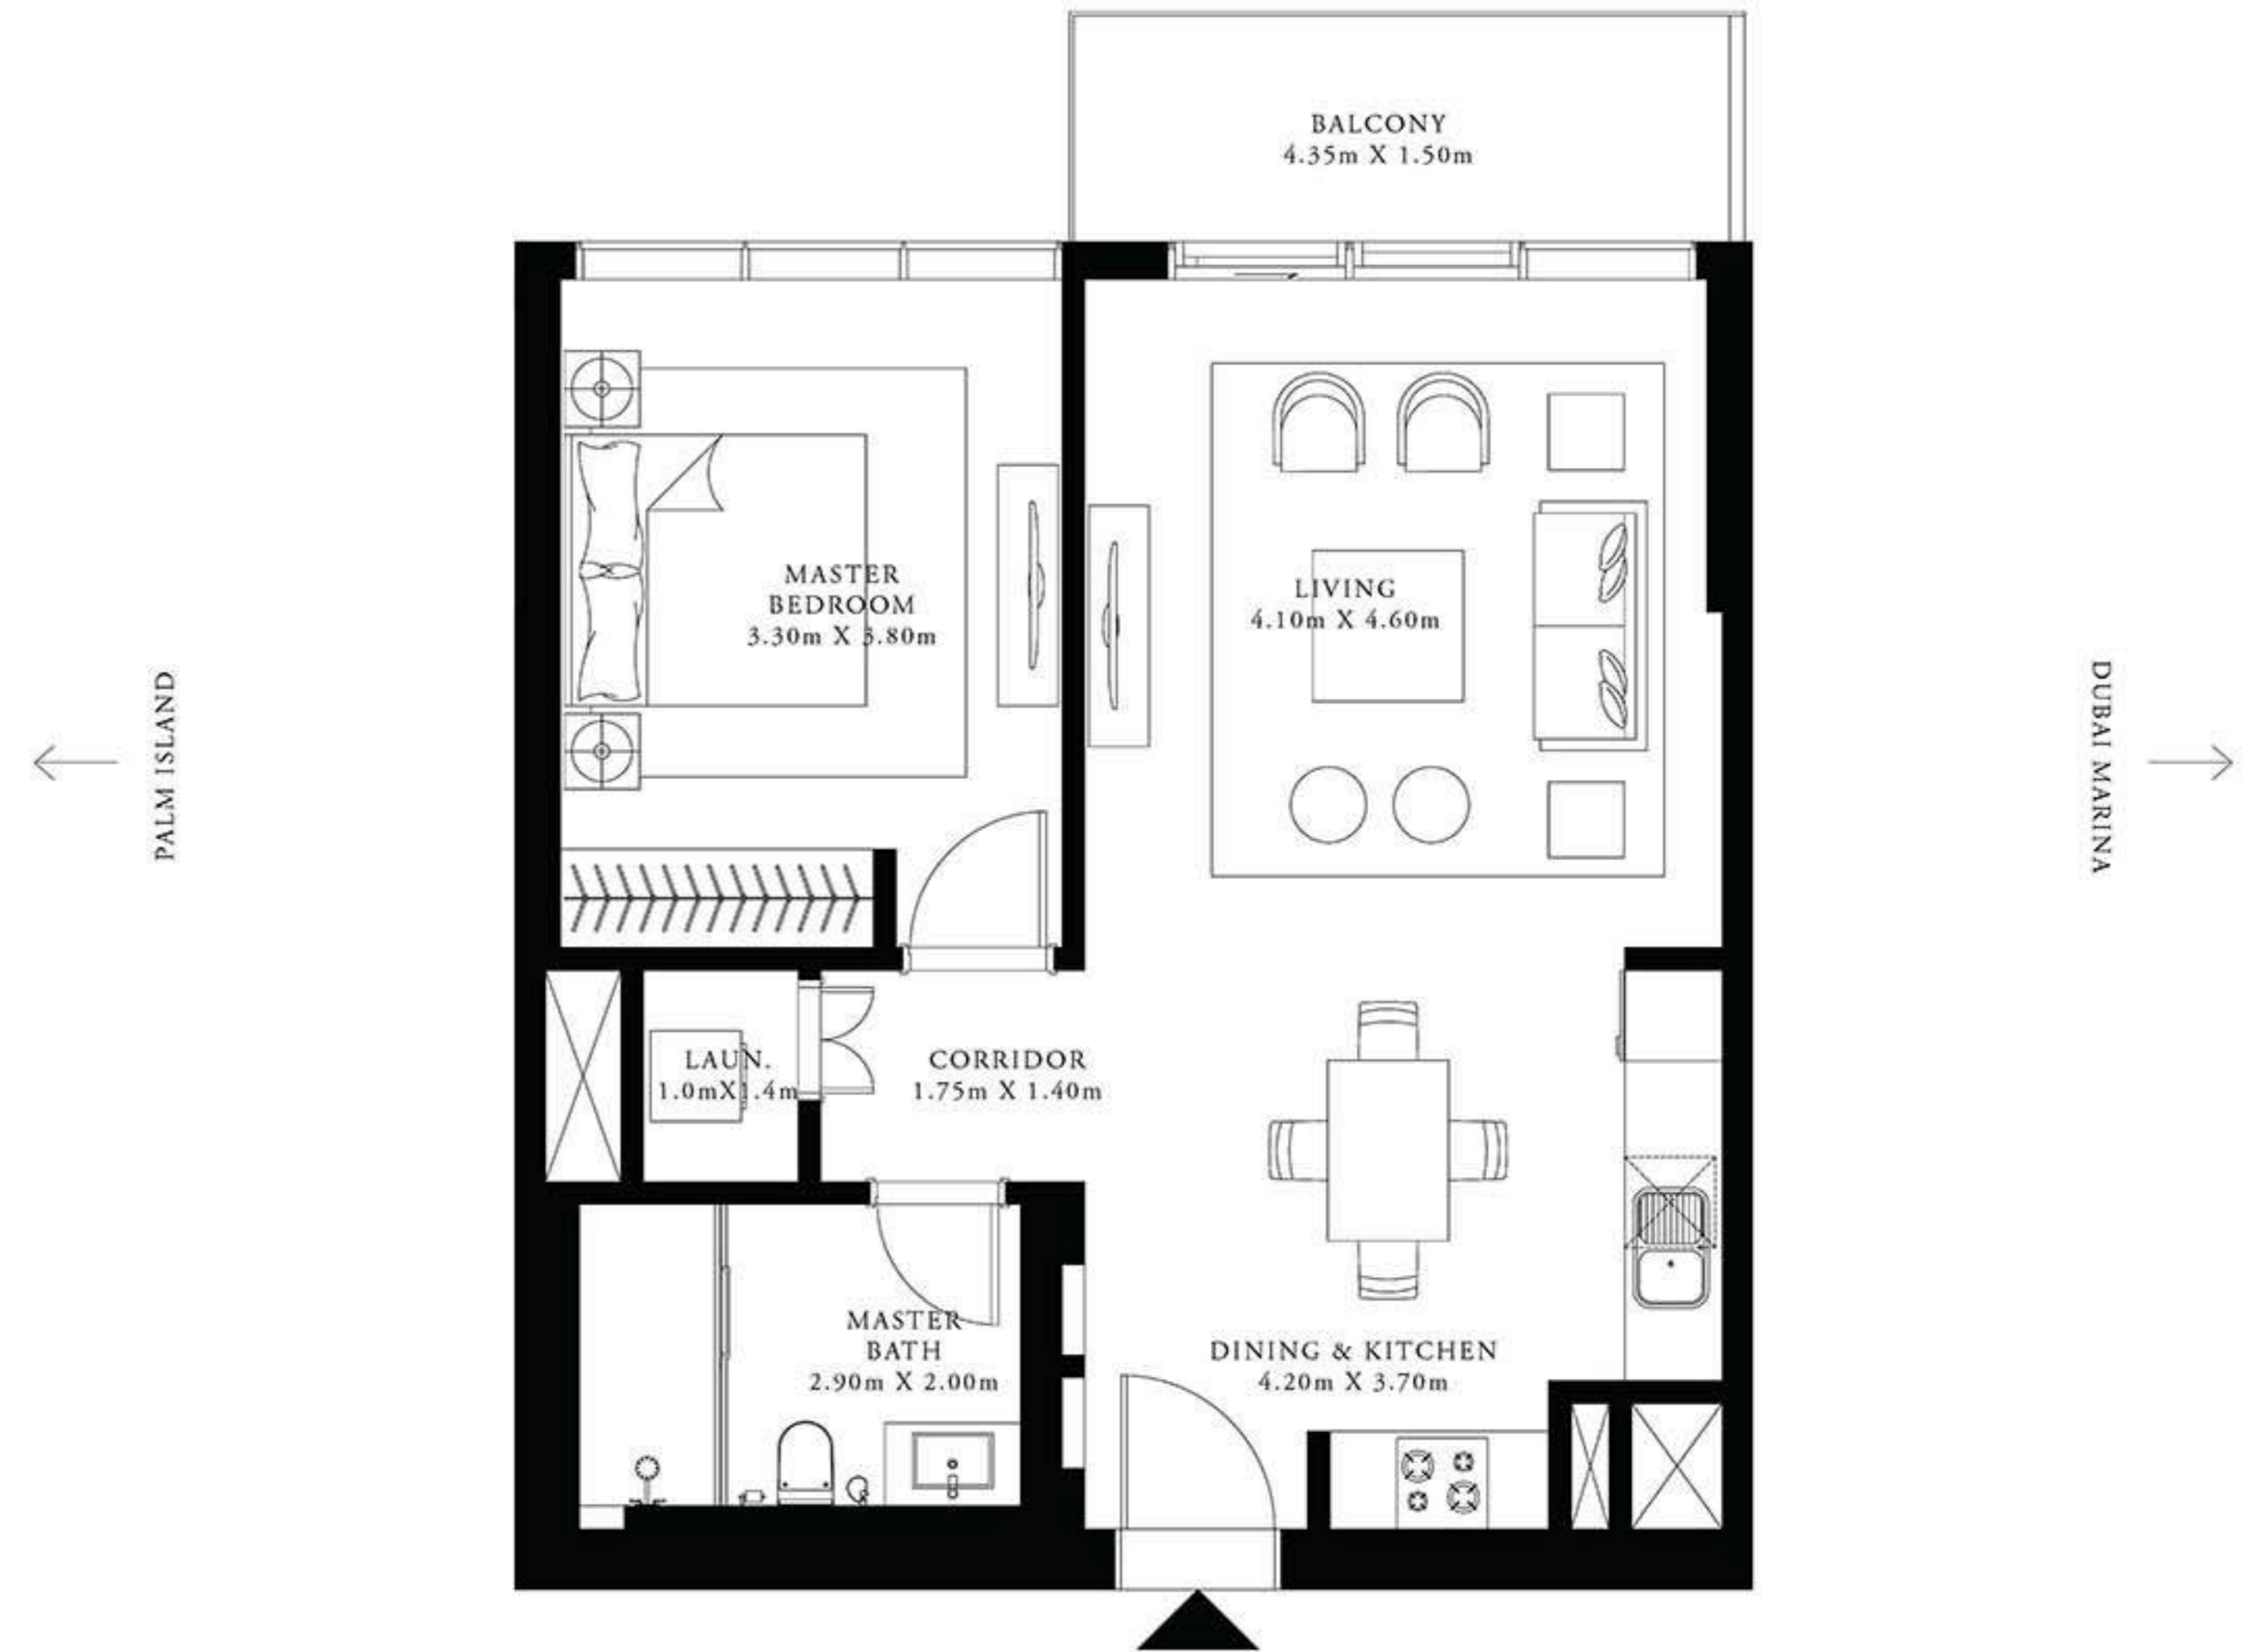 BALCONY
4.35m X 1.50m
MASTER
BEDROOM
3.30m X 3.80m
LIVING
4.10m X 4.60m
PALM ISLAND
DUBAI MARINA
LAUN.
1.0mX1.4m
CORRIDOR
1.75m X 1.40m
MASTER
BATH
2.90m X 2.00m
DINING & KITCHEN
4.20m X 3.70m